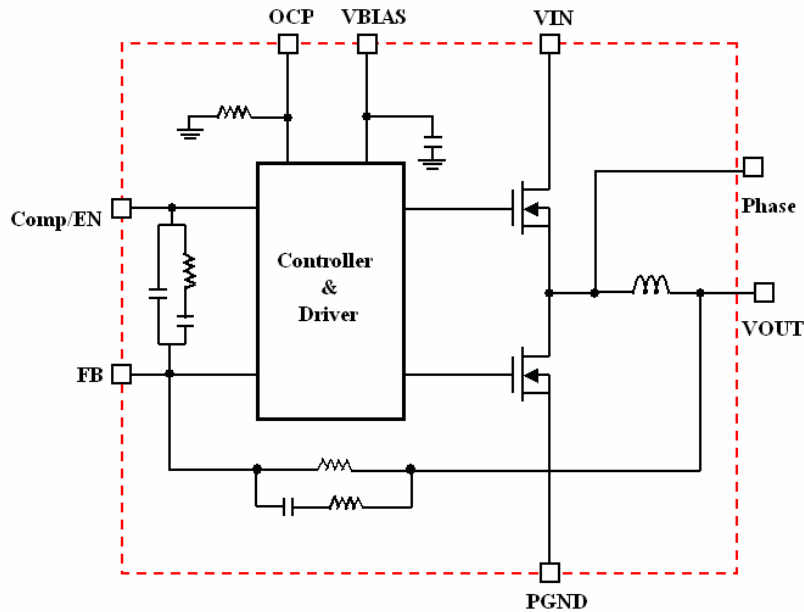 OCP
VBIAS
VIN
Comp/EN
Phase
Controller
&
Driver
VOUT
FB
PGND